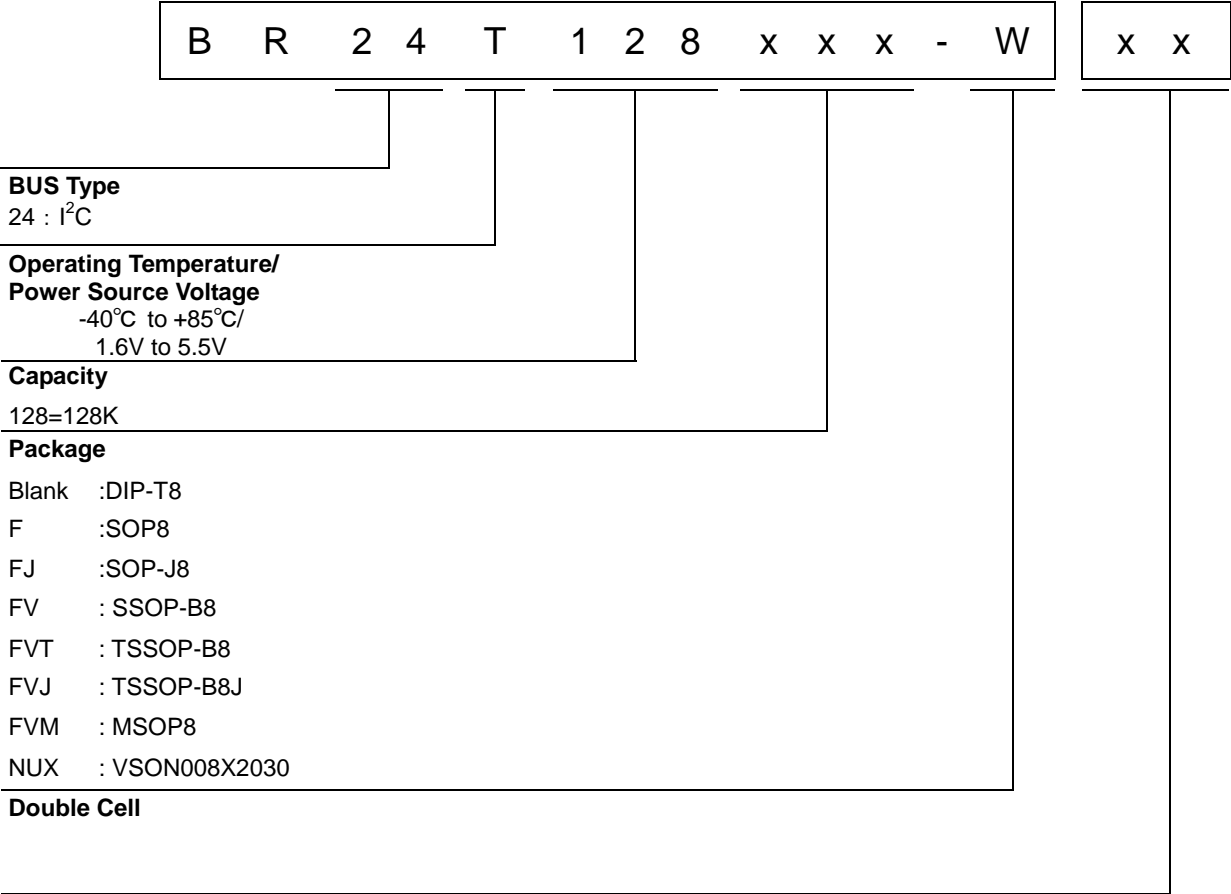 B R 2 4 T 1 2 8 x x x - W x x
BUS Type
24 : I²C
Operating Temperature/
Power Source Voltage
-40℃ to +85℃/
1.6V to 5.5V
Capacity
128=128K
Package
Blank :DIP-T8
F :SOP8
FJ :SOP-J8
FV : SSOP-B8
FVT : TSSOP-B8
FVJ : TSSOP-B8J
FVM : MSOP8
NUX : VSON008X2030
Double Cell